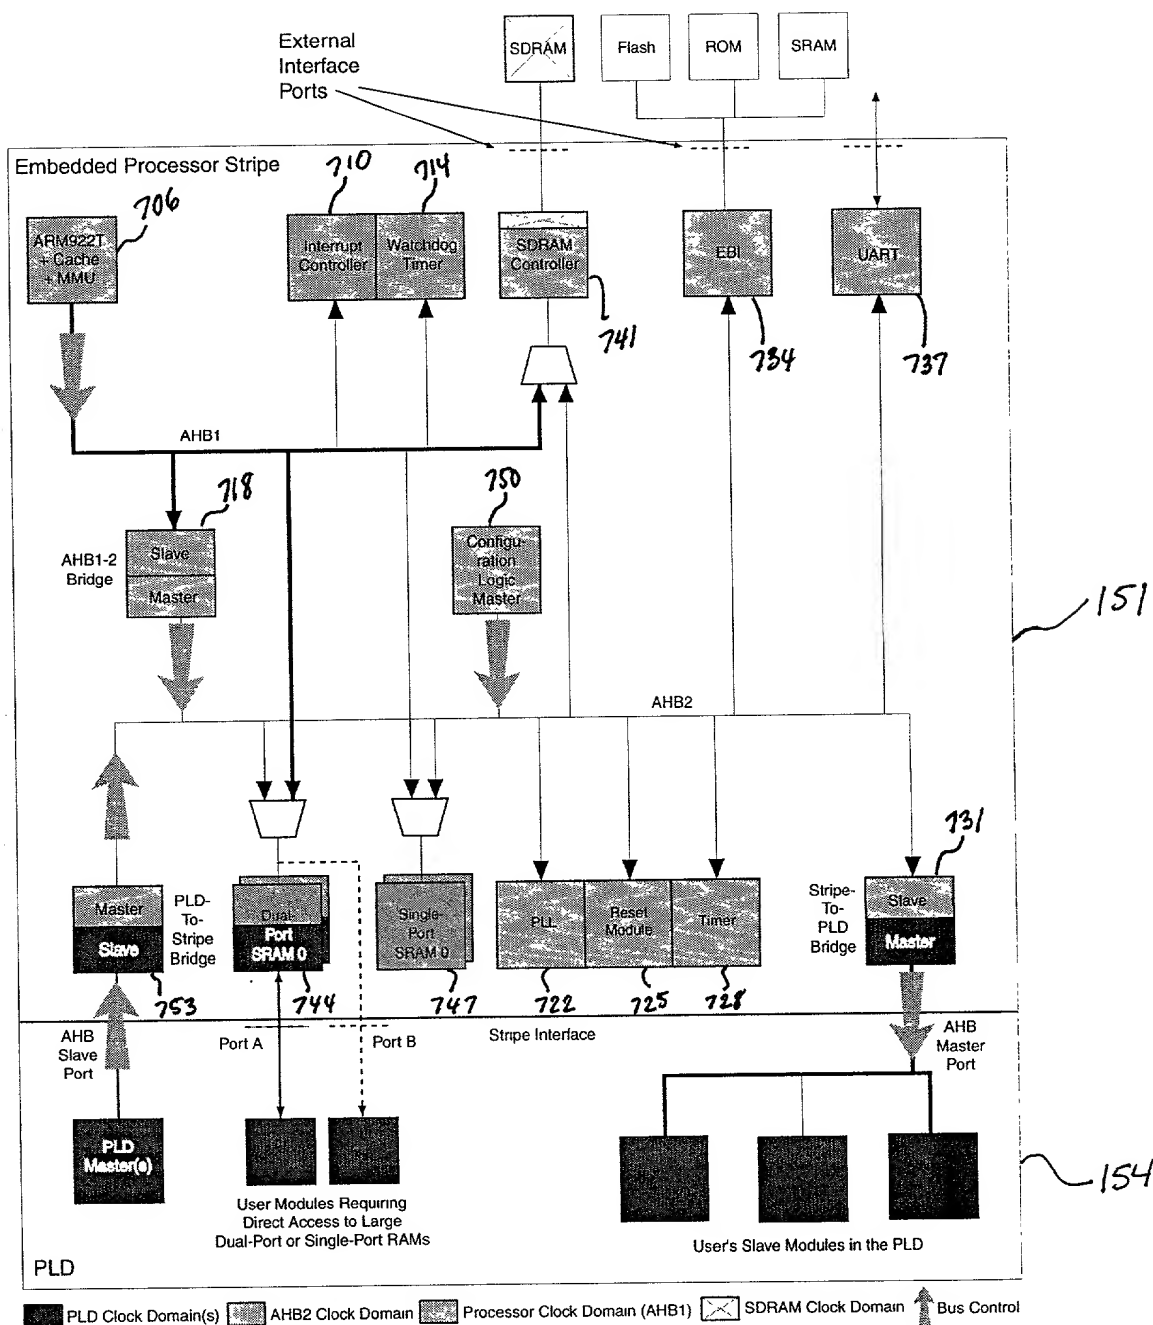 External
Interface
Ports
SDRAM
Flash
ROM
SRAM
Embedded Processor Stripe
706
710
714
ARM922T
+ Cache
+ MMU
Interrupt
Controller
Watchdog
Timer
SDRAM
Controller
EBI
UART
741
734
737
AHB1
718
750
AHB1-2
Bridge
Slave
Master
Configu-
ration
Logic
Master
151
AHB2
731
Master
Slave
PLD-
To-
Stripe
Bridge
Dual-
Port
SRAM 0
Single-
Port
SRAM 0
PLL
Reset
Module
Timer
Stripe-
To-
PLD
Bridge
Slave
Master
753
744
747
722
725
728
AHB
Slave
Port
Port A
Port B
Stripe Interface
AHB
Master
Port
PLD
Master(s)
154
User Modules Requiring
Direct Access to Large
Dual-Port or Single-Port RAMs
User's Slave Modules in the PLD
PLD
PLD Clock Domain(s)
AHB2 Clock Domain
Processor Clock Domain (AHB1)
SDRAM Clock Domain
Bus Control